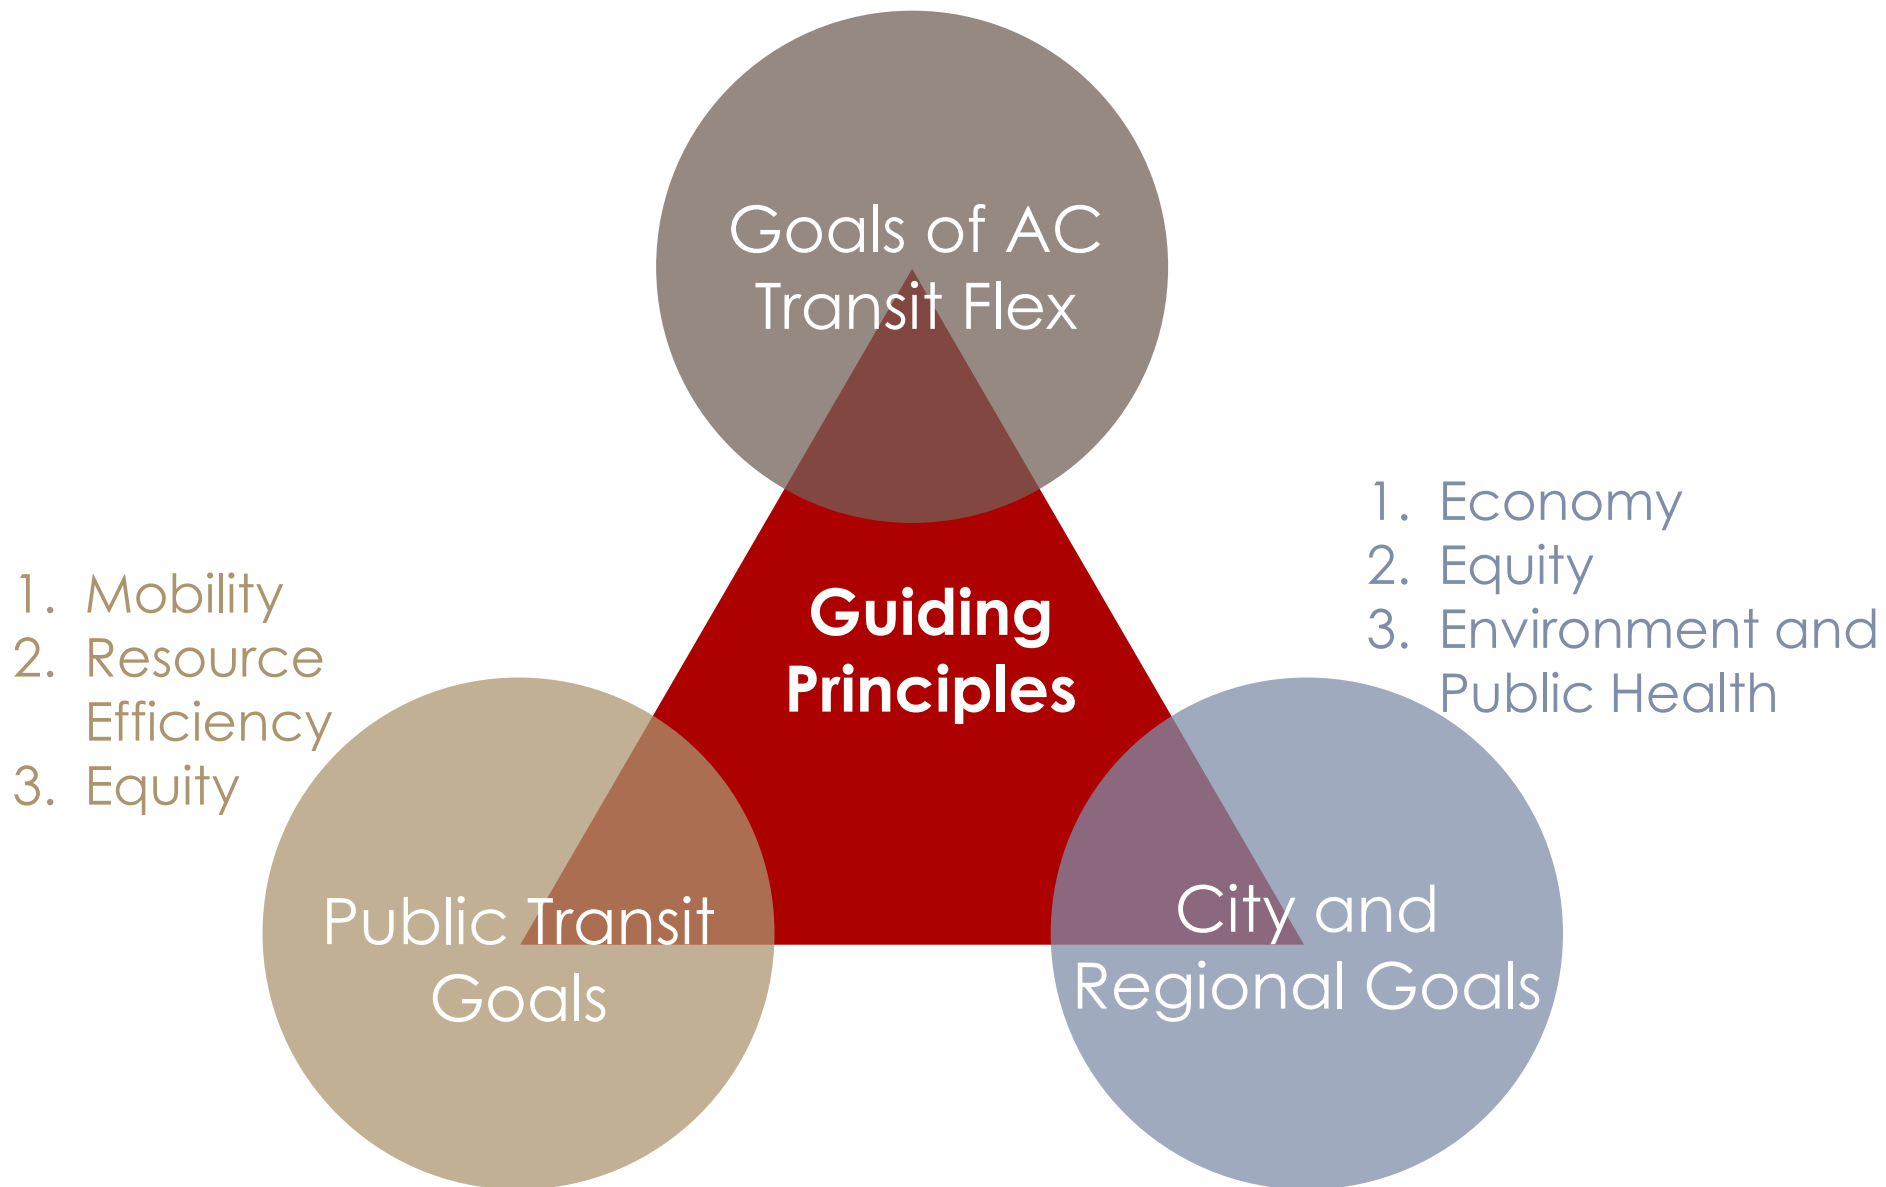 Goals of AC
Transit Flex
Guiding
Principles
1. Mobility
2. Resource
Efficiency
3. Equity
Public Transit
Goals
1. Economy
2. Equity
3. Environment and
Public Health
City and
Regional Goals